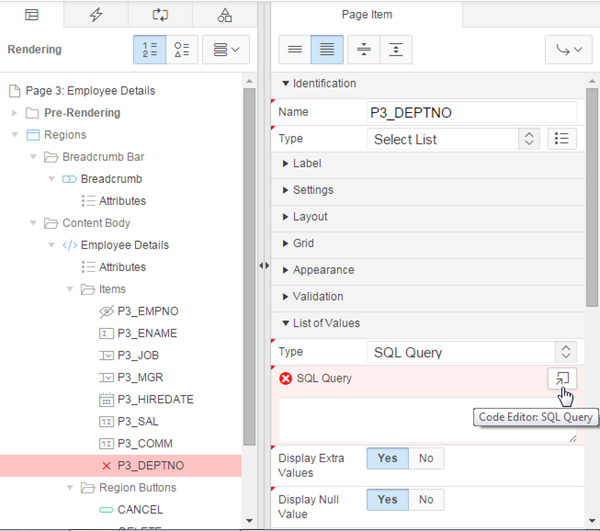 Page Item
Rendering
Page 3: Employee Details
Pre-Rendering
Regions
Breadcrumb Bar
Breadcrumb
Attributes
Content Body
Employee Details
Attributes
Items
P3_EMPNO
P3_ENAME
P3_JOB
P3_MGR
P3_HIREDATE
P3_SAL
P3_COMM
P3_DEPTNO
Region Buttons
CANCEL
Identification
Name P3_DEPTNO
Type Select List
Label
Settings
Layout
Grid
Appearance
Validation
List of Values
Type SQL Query
SQL Query
Code Editor: SQL Query
Display Extra Values Yes No
Display Null Value Yes No